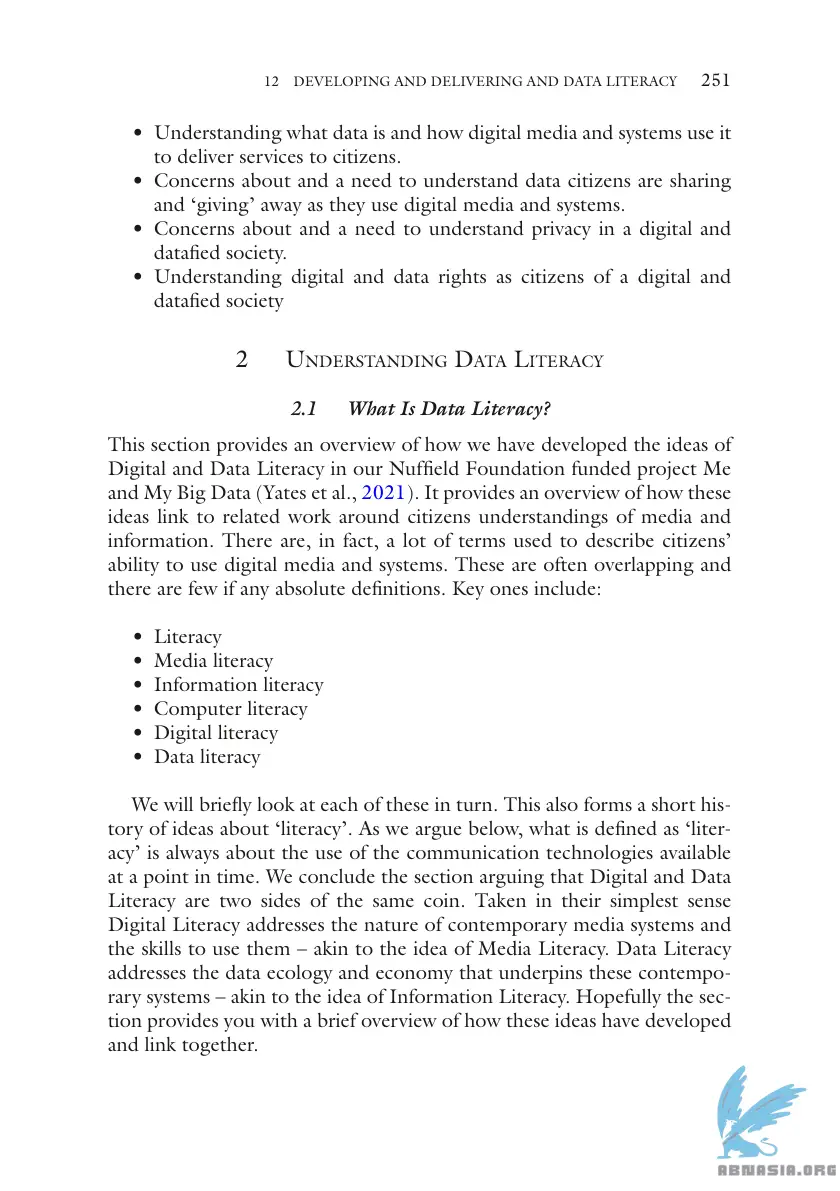 12 DEVELOPING AND DELIVERING AND DATA LITERACY 251
• Understanding what data is and how digital media and systems use it
to deliver services to citizens.
• Concerns about and a need to understand data citizens are sharing
and ‘giving’ away as they use digital media and systems.
• Concerns about and a need to understand privacy in a digital and
datafied society.
• Understanding digital and data rights as citizens of a digital and
datafied society
2 Understanding Data Literacy
2.1 What Is Data Literacy?
This section provides an overview of how we have developed the ideas of
Digital and Data Literacy in our Nuffield Foundation funded project Me
and My Big Data (Yates et al., 2021). It provides an overview of how these
ideas link to related work around citizens understandings of media and
information. There are, in fact, a lot of terms used to describe citizens’
ability to use digital media and systems. These are often overlapping and
there are few if any absolute definitions. Key ones include:
• Literacy
• Media literacy
• Information literacy
• Computer literacy
• Digital literacy
• Data literacy
We will briefly look at each of these in turn. This also forms a short his-
tory of ideas about ‘literacy’. As we argue below, what is defined as ‘liter-
acy’ is always about the use of the communication technologies available
at a point in time. We conclude the section arguing that Digital and Data
Literacy are two sides of the same coin. Taken in their simplest sense
Digital Literacy addresses the nature of contemporary media systems and
the skills to use them – akin to the idea of Media Literacy. Data Literacy
addresses the data ecology and economy that underpins these contempo-
rary systems – akin to the idea of Information Literacy. Hopefully the sec-
tion provides you with a brief overview of how these ideas have developed
and link together.
ABNASIA.ORG